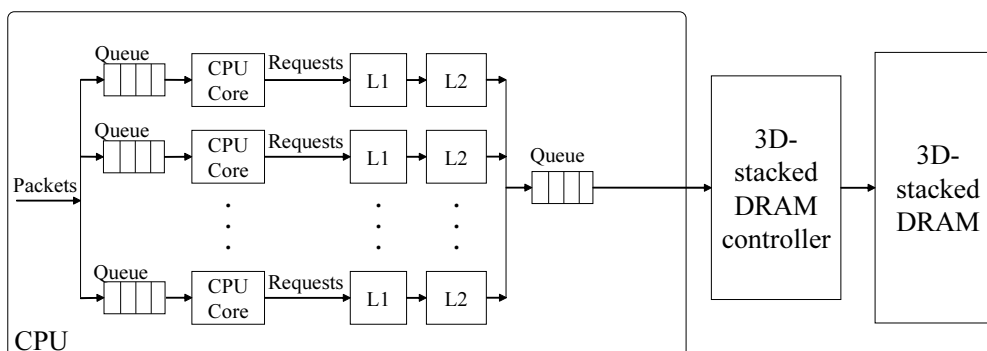 Queue
CPU
Core
Requests
L1
L2
Queue
CPU
Core
Requests
L1
L2
Queue
Packets
Queue
CPU
Core
Requests
L1
L2
CPU
3D-
stacked
DRAM
controller
3D-
stacked
DRAM